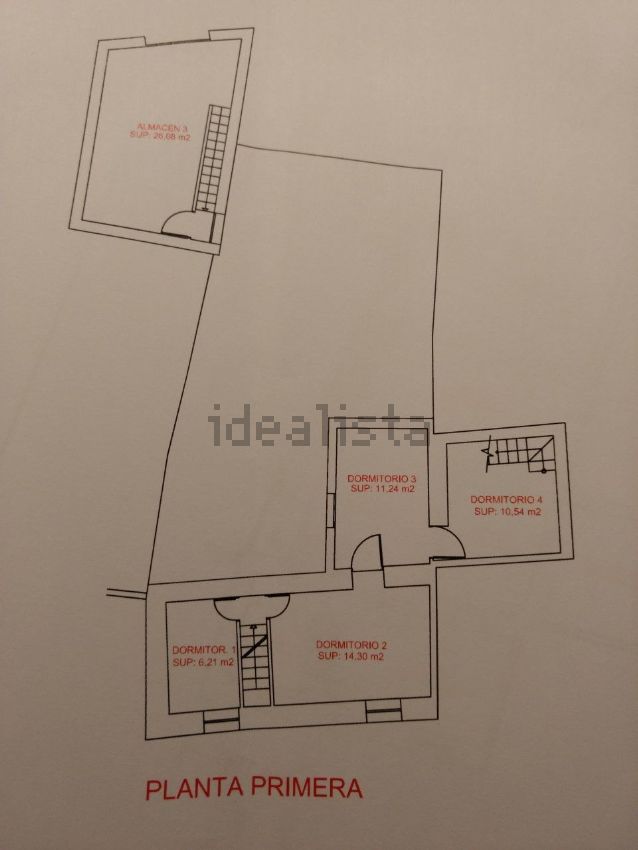 ALMACEN 3
SUP: 26,68 m2
idealista
DORMITORIO 3
SUP: 11,24 m2
DORMITORIO 4
SUP: 10,54 m2
DORMITOR. 1
SUP: 6,21 m2
DORMITORIO 2
SUP: 14,30 m2
PLANTA PRIMERA